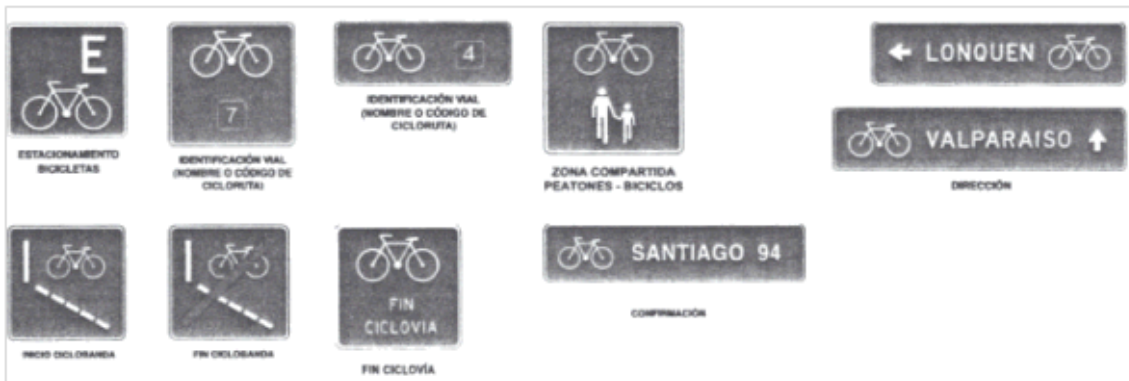 E
ESTACIONAMIENTO
BICICLETAS
7
IDENTIFICACIÓN VIAL
(NOMBRE O CÓDIGO DE
CICLORUTA)
4
IDENTIFICACIÓN VIAL
(NOMBRE O CÓDIGO DE
CICLORUTA)
ZONA COMPARTIDA
PEATONES - BICICLOS
LONQUEN
VALPARAISO
DIRECCIÓN
INICIO CICLOBANDA
FIN CICLOBANDA
FIN
CICLOVIA
FIN CICLOVÍA
SANTIAGO 94
CONFIRMACIÓN